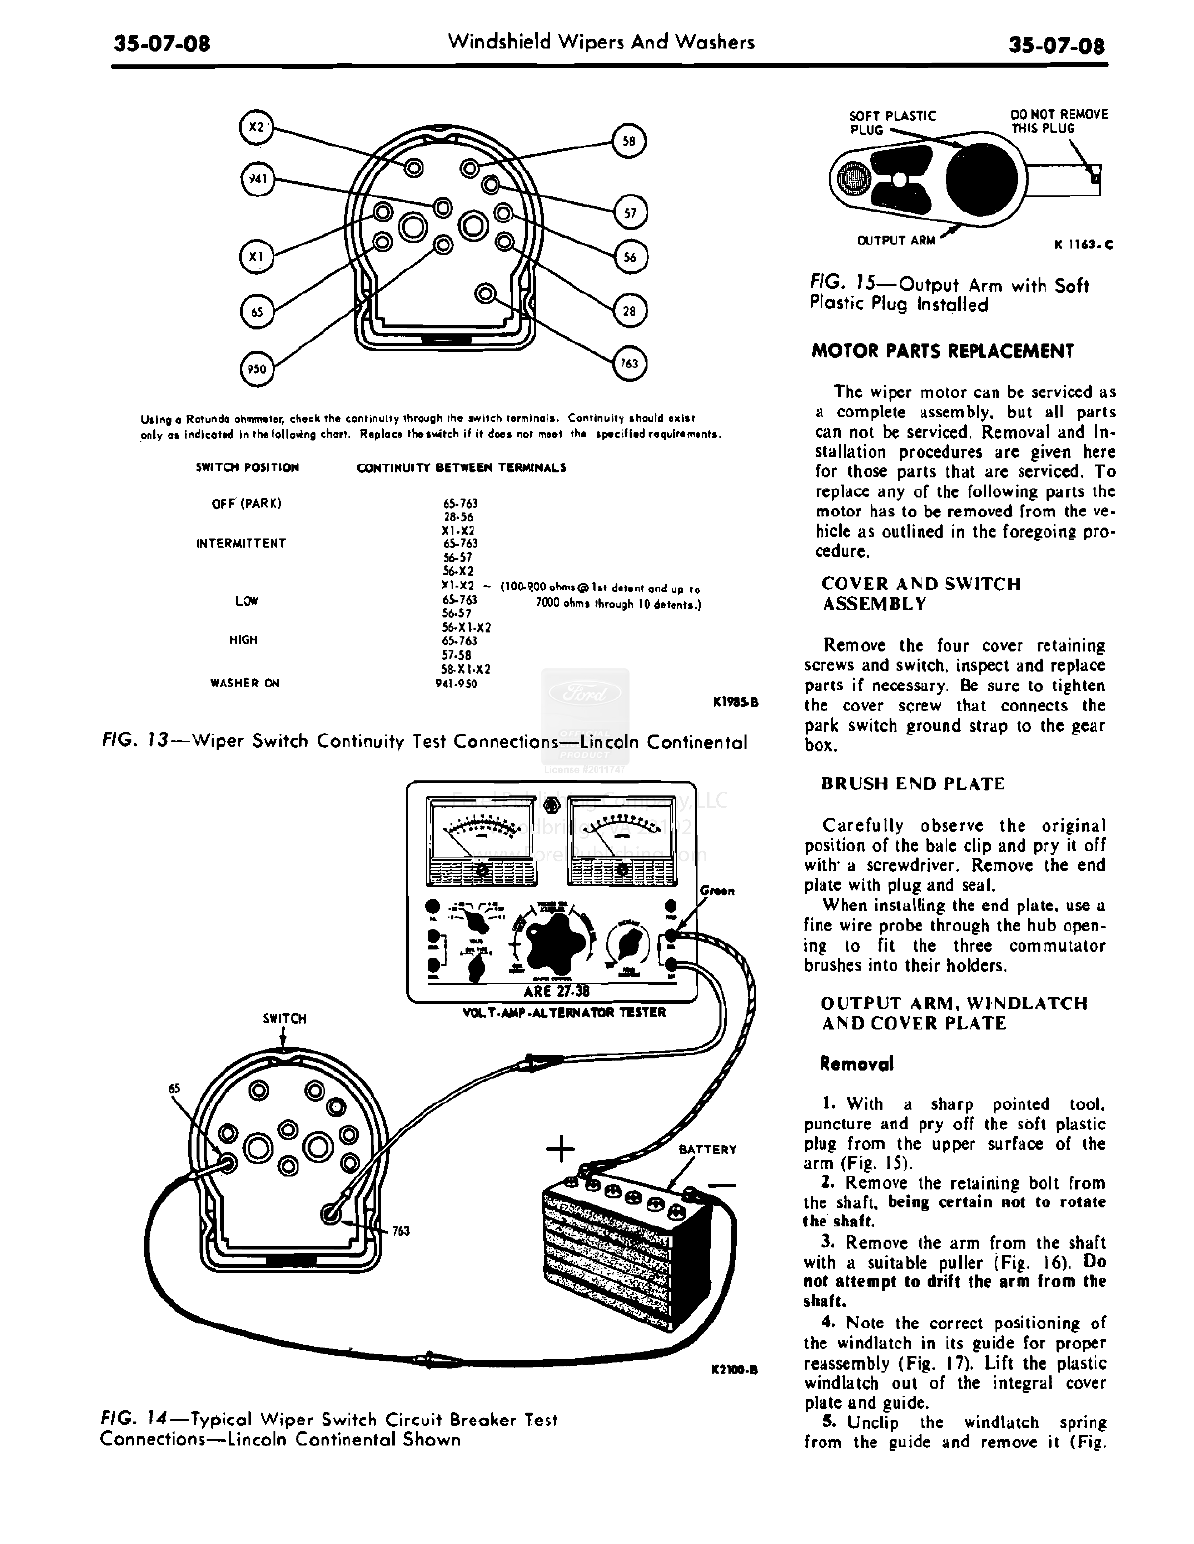 35-07-08
Windshield Wipers And Washers
35-07-08
X2
941
X1
65
950
58
57
56
28
763
Using a Rotunda ohmmeter, check the continuity through the switch terminals. Continuity should exist
only as indicated in the following chart. Replace the switch if it does not meet the specified requirements.
SWITCH POSITION CONTINUITY BETWEEN TERMINALS
OFF (PARK) 65-763
28-56
X1-X2
INTERMITTENT 65-763
56-57
56-X2
X1-X2 - (100-900 ohms@1st detent and up to
LOW 65-763 7000 ohms through 10 detents.)
56-57
56-X1-X2
HIGH 65-763
57-58
58-X1-X2
WASHER ON 941-950
K1985-B
FIG. 13—Wiper Switch Continuity Test Connections—Lincoln Continental
Ford
OFFICIAL
PRODUCT
License #2011747
Forel Publishing Company, LLC
www.ForelPublishing.com
Green
ARE 27-38
VOLT-AMP-ALTERNATOR TESTER
SWITCH
65
763
+
BATTERY
—
K2100-B
FIG. 14—Typical Wiper Switch Circuit Breaker Test
Connections—Lincoln Continental Shown
SOFT PLASTIC
PLUG
DO NOT REMOVE
THIS PLUG
OUTPUT ARM
K 1163-C
FIG. 15—Output Arm with Soft
Plastic Plug Installed
MOTOR PARTS REPLACEMENT
The wiper motor can be serviced as
a complete assembly, but all parts
can not be serviced. Removal and In-
stallation procedures are given here
for those parts that are serviced. To
replace any of the following parts the
motor has to be removed from the ve-
hicle as outlined in the foregoing pro-
cedure.
COVER AND SWITCH
ASSEMBLY
Remove the four cover retaining
screws and switch, inspect and replace
parts if necessary. Be sure to tighten
the cover screw that connects the
park switch ground strap to the gear
box.
BRUSH END PLATE
Carefully observe the original
position of the bale clip and pry it off
with a screwdriver. Remove the end
plate with plug and seal.
When installing the end plate, use a
fine wire probe through the hub open-
ing to fit the three commutator
brushes into their holders.
OUTPUT ARM, WINDLATCH
AND COVER PLATE
Removal
1. With a sharp pointed tool,
puncture and pry off the soft plastic
plug from the upper surface of the
arm (Fig. 15).
2. Remove the retaining bolt from
the shaft, being certain not to rotate
the shaft.
3. Remove the arm from the shaft
with a suitable puller (Fig. 16). Do
not attempt to drift the arm from the
shaft.
4. Note the correct positioning of
the windlatch in its guide for proper
reassembly (Fig. 17). Lift the plastic
windlatch out of the integral cover
plate and guide.
5. Unclip the windlatch spring
from the guide and remove it (Fig.